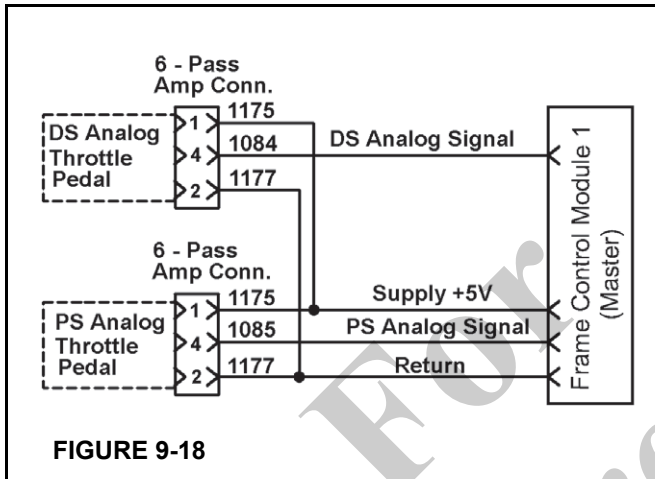 6 - Pass
Amp Conn.
DS Analog
Throttle
Pedal
1
1175
4
1084
DS Analog Signal
2
1177
6 - Pass
Amp Conn.
PS Analog
Throttle
Pedal
1
1175
Supply +5V
4
1085
PS Analog Signal
2
1177
Return
Frame Control Module 1
(Master)
FIGURE 9-18
For